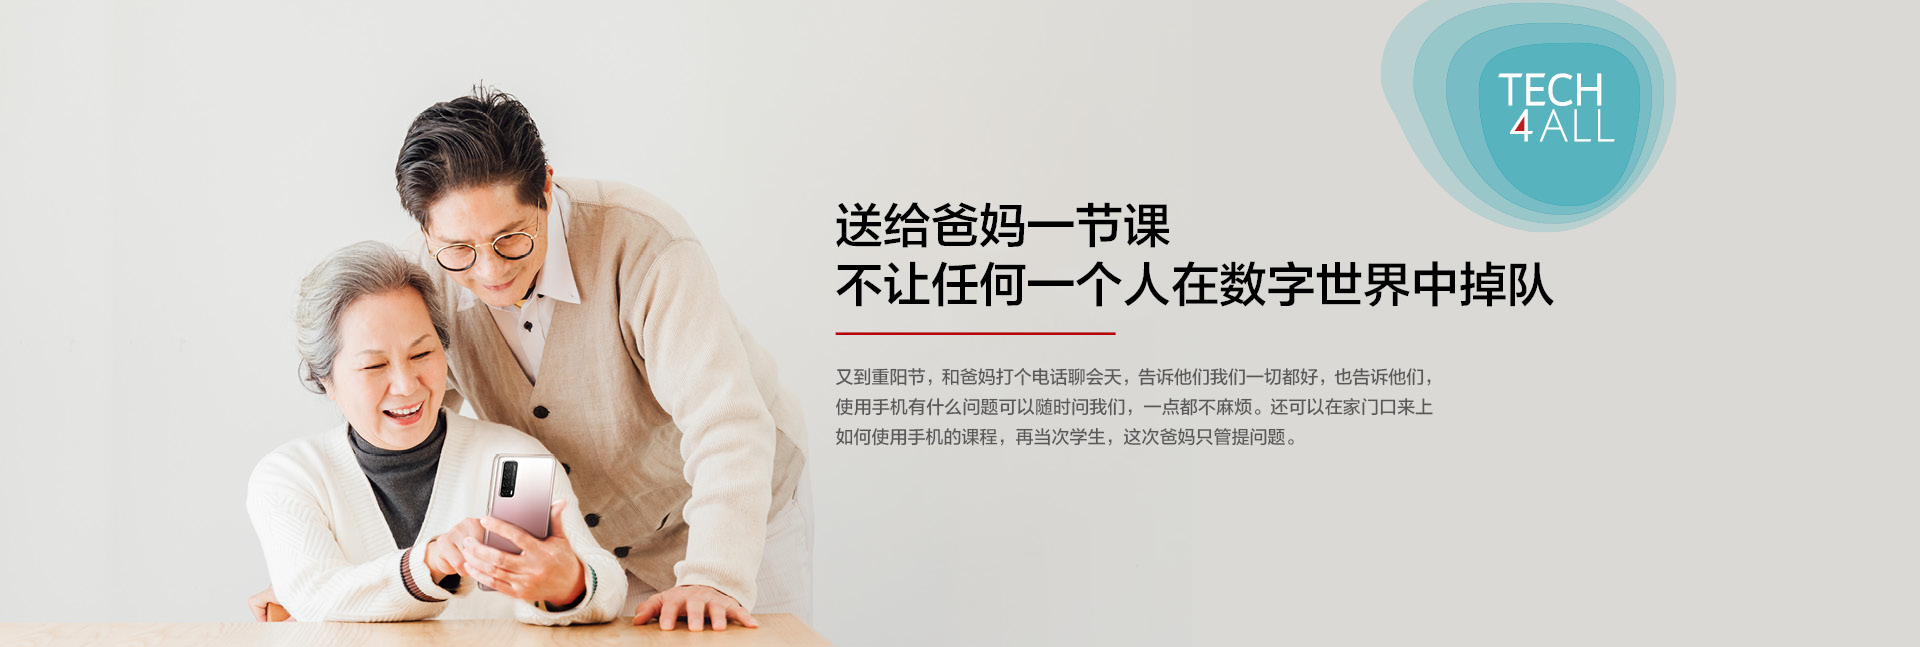 TECH
4ALL
送给爸妈一节课
不让任何一个人在数字世界中掉队
又到重阳节，和爸妈打个电话聊会天，告诉他们我们一切都好，也告诉他们，
使用手机有什么问题可以随时问我们，一点都不麻烦。还可以在家门口来上
如何使用手机的课程，再当次学生，这次爸妈只管提问题。